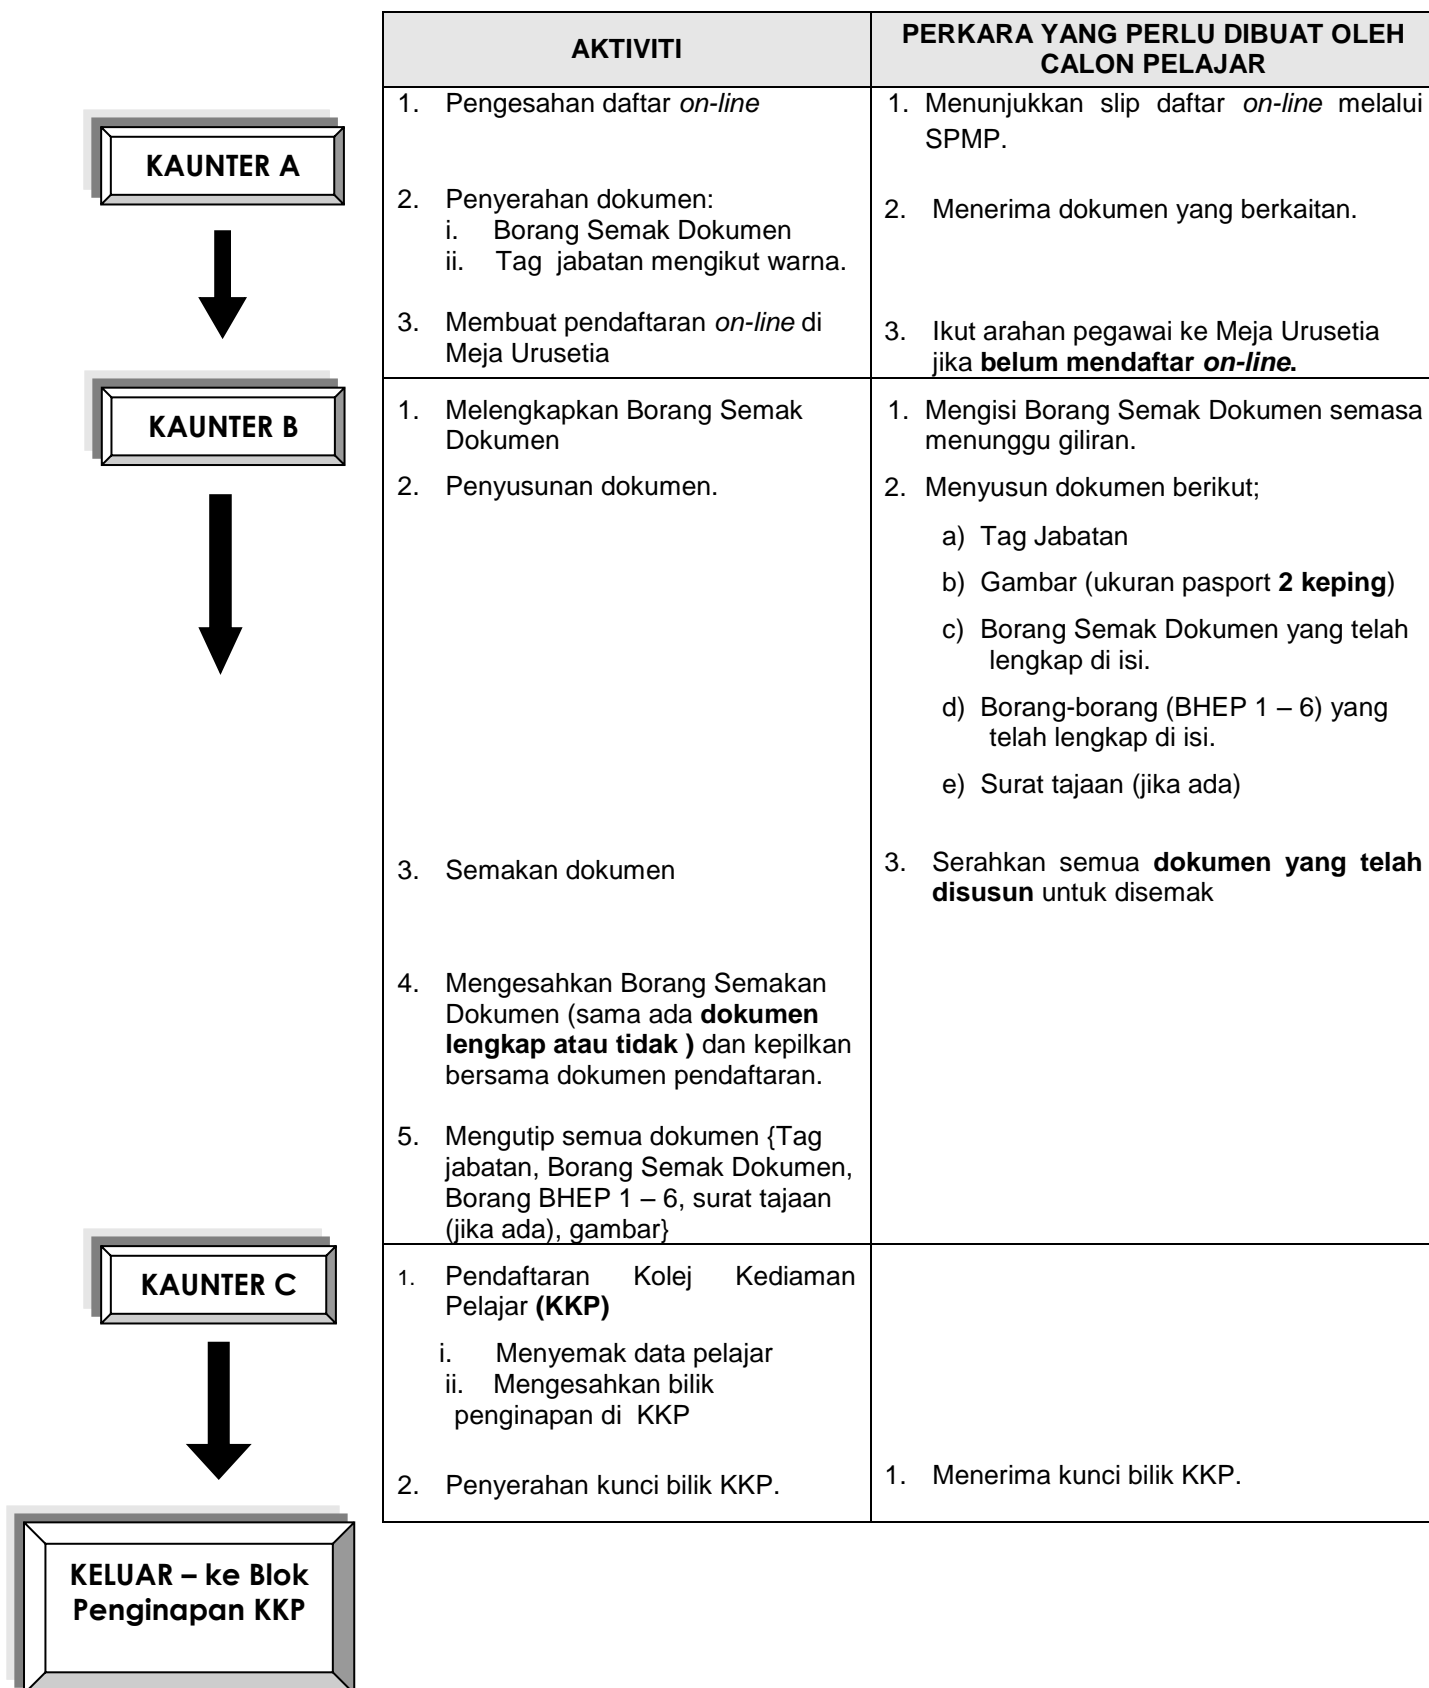 AKTIVITI
PERKARA YANG PERLU DIBUAT OLEH
CALON PELAJAR
KAUNTER A
1. Pengesahan daftar on-line
2. Penyerahan dokumen:
i. Borang Semak Dokumen
ii. Tag jabatan mengikut warna.
3. Membuat pendaftaran on-line di
Meja Urusetia
1. Menunjukkan slip daftar on-line melalui
SPMP.
2. Menerima dokumen yang berkaitan.
3. Ikut arahan pegawai ke Meja Urusetia
jika belum mendaftar on-line.
KAUNTER B
1. Melengkapkan Borang Semak
Dokumen
2. Penyusunan dokumen.
3. Semakan dokumen
4. Mengesahkan Borang Semakan
Dokumen (sama ada dokumen
lengkap atau tidak ) dan kepilkan
bersama dokumen pendaftaran.
5. Mengutip semua dokumen {Tag
jabatan, Borang Semak Dokumen,
Borang BHEP 1 – 6, surat tajaan
(jika ada), gambar}
1. Mengisi Borang Semak Dokumen semasa
menunggu giliran.
2. Menyusun dokumen berikut;
a) Tag Jabatan
b) Gambar (ukuran pasport 2 keping)
c) Borang Semak Dokumen yang telah
lengkap di isi.
d) Borang-borang (BHEP 1 – 6) yang
telah lengkap di isi.
e) Surat tajaan (jika ada)
3. Serahkan semua dokumen yang telah
disusun untuk disemak
KAUNTER C
1. Pendaftaran Kolej Kediaman
Pelajar (KKP)
i. Menyemak data pelajar
ii. Mengesahkan bilik
penginapan di KKP
2. Penyerahan kunci bilik KKP.
1. Menerima kunci bilik KKP.
KELUAR – ke Blok
Penginapan KKP